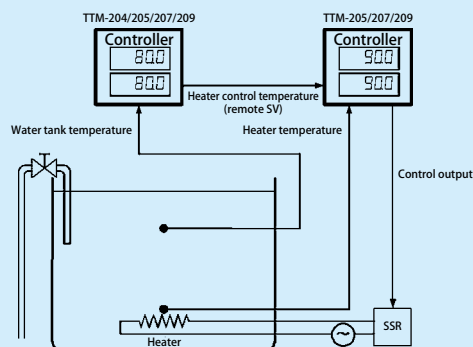 TTM-204/205/207/209
Controller
80.0
80.0
TTM-205/207/209
Controller
90.0
90.0
Heater control temperature
(remote SV)
Water tank temperature
Heater temperature
Control output
Heater
SSR